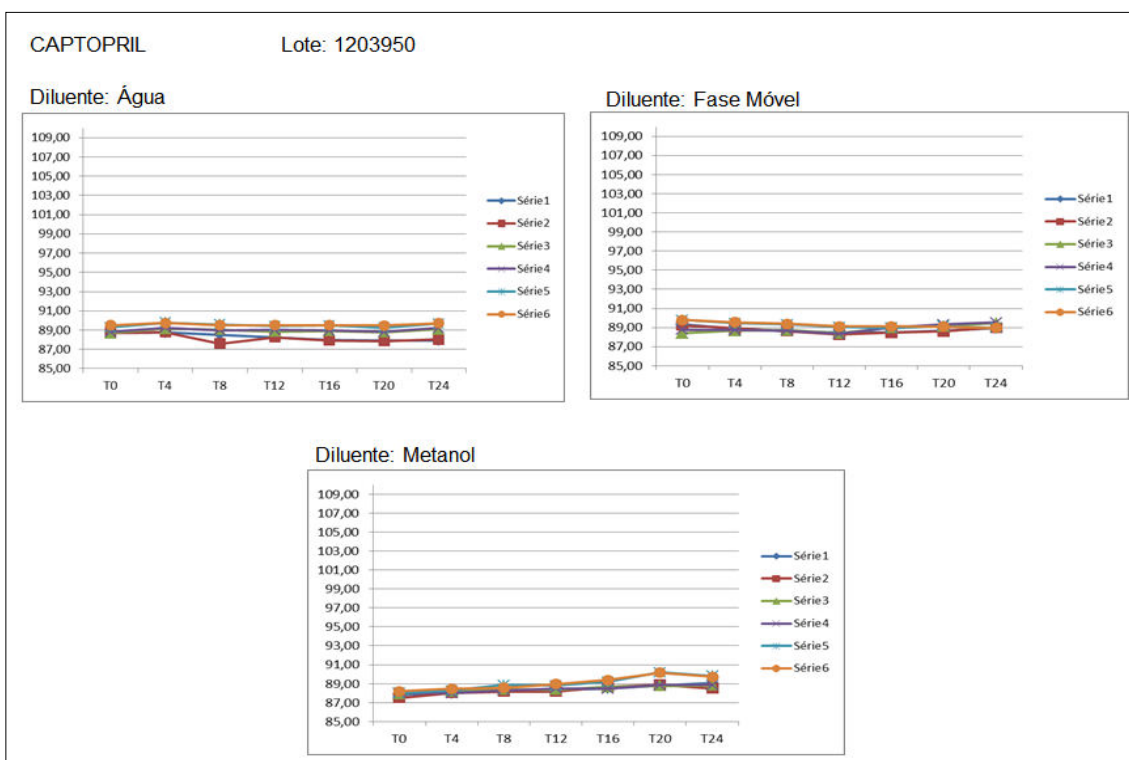 CAPTOPRIL Lote: 1203950
Diluente: Água
109,00
107,00
105,00
103,00
101,00
99,00
97,00
95,00
93,00
91,00
89,00
87,00
85,00
T0 T4 T8 T12 T16 T20 T24
Série1
Série2
Série3
Série4
Série5
Série6
Diluente: Fase Móvel
109,00
107,00
105,00
103,00
101,00
99,00
97,00
95,00
93,00
91,00
89,00
87,00
85,00
T0 T4 T8 T12 T16 T20 T24
Série1
Série2
Série3
Série4
Série5
Série6
Diluente: Metanol
109,00
107,00
105,00
103,00
101,00
99,00
97,00
95,00
93,00
91,00
89,00
87,00
85,00
T0 T4 T8 T12 T16 T20 T24
Série1
Série2
Série3
Série4
Série5
Série6